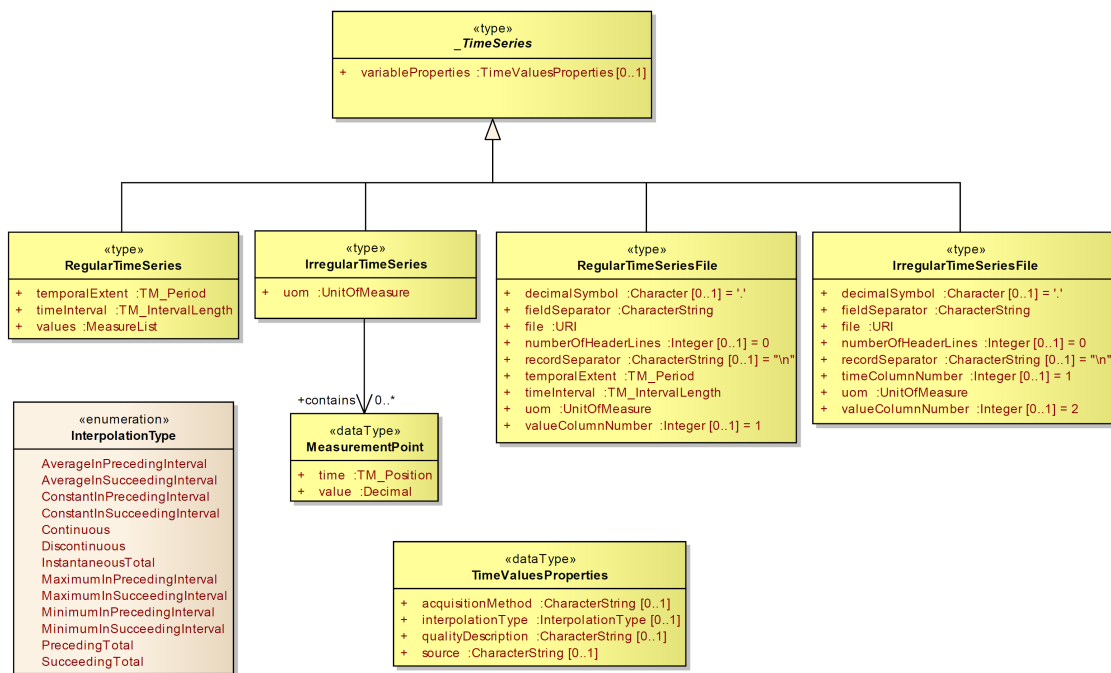 «type»
_TimeSeries
+ variableProperties :TimeValuesProperties [0..1]
«type»
RegularTimeSeries
+ temporalExtent :TM_Period
+ timeInterval :TM_IntervalLength
+ values :MeasureList
«type»
IrregularTimeSeries
+ uom :UnitOfMeasure
«type»
RegularTimeSeriesFile
+ decimalSymbol :Character [0..1] = '.'
+ fieldSeparator :CharacterString
+ file :URI
+ numberOfHeaderLines :Integer [0..1] = 0
+ recordSeparator :CharacterString [0..1] = "\n"
+ temporalExtent :TM_Period
+ timeInterval :TM_IntervalLength
+ uom :UnitOfMeasure
+ valueColumnNumber :Integer [0..1] = 1
«type»
IrregularTimeSeriesFile
+ decimalSymbol :Character [0..1] = '.'
+ fieldSeparator :CharacterString
+ file :URI
+ numberOfHeaderLines :Integer [0..1] = 0
+ recordSeparator :CharacterString [0..1] = "\n"
+ timeColumnNumber :Integer [0..1] = 1
+ uom :UnitOfMeasure
+ valueColumnNumber :Integer [0..1] = 2
+contains 0..*
«enumeration»
InterpolationType
AverageInPrecedingInterval
AverageInSucceedingInterval
ConstantInPrecedingInterval
ConstantInSucceedingInterval
Continuous
Discontinuous
InstantaneousTotal
MaximumInPrecedingInterval
MaximumInSucceedingInterval
MinimumInPrecedingInterval
MinimumInSucceedingInterval
PrecedingTotal
SucceedingTotal
«dataType»
MeasurementPoint
+ time :TM_Position
+ value :Decimal
«dataType»
TimeValuesProperties
+ acquisitionMethod :CharacterString [0..1]
+ interpolationType :InterpolationType [0..1]
+ qualityDescription :CharacterString [0..1]
+ source :CharacterString [0..1]